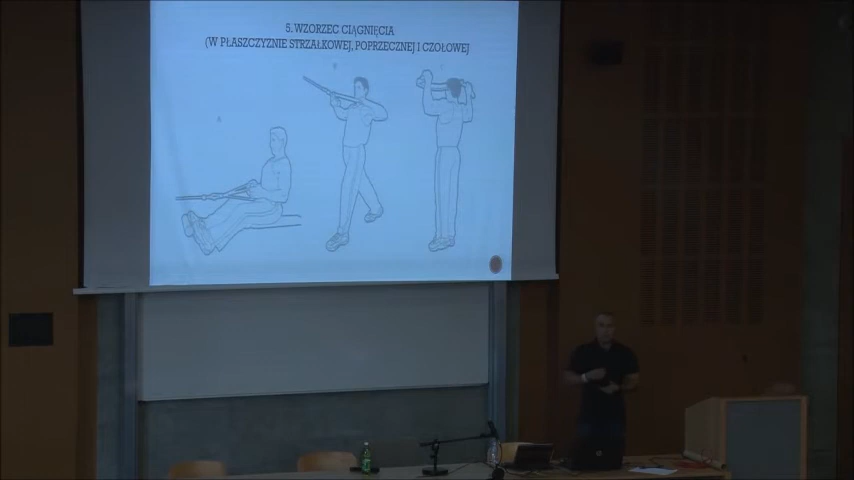 5. WZORZEC CIĄGNIĘCIA
(W PŁASZCZYŹNIE STRZAŁKOWEJ, POPRZECZNEJ I CZOŁOWEJ
A B C